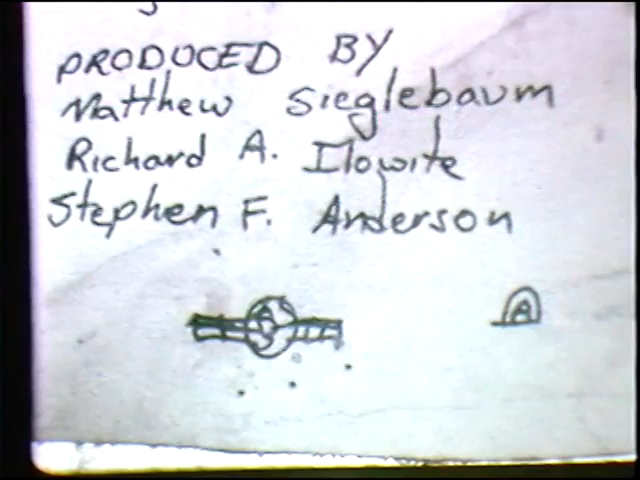 PRODUCED BY
Matthew Sieglebaum
Richard A. Ilowite
Stephen F. Anderson
A